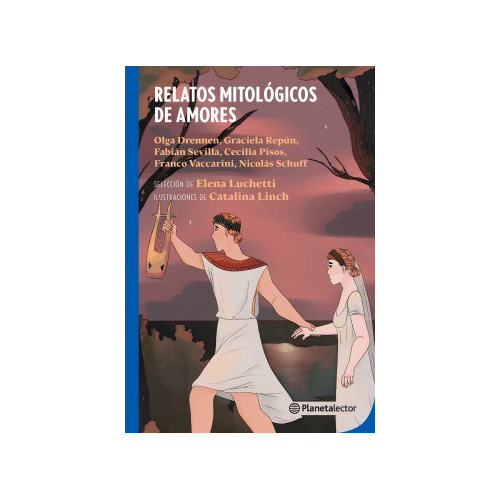 RELATOS MITOLÓGICOS
DE AMORES
Olga Drennen, Graciela Repún,
Fabián Sevilla, Cecilia Pisos,
Franco Vaccarini, Nicolás Schuff
SELECCIÓN DE Elena Luchetti
ILUSTRACIONES DE Catalina Linch
Planetalector